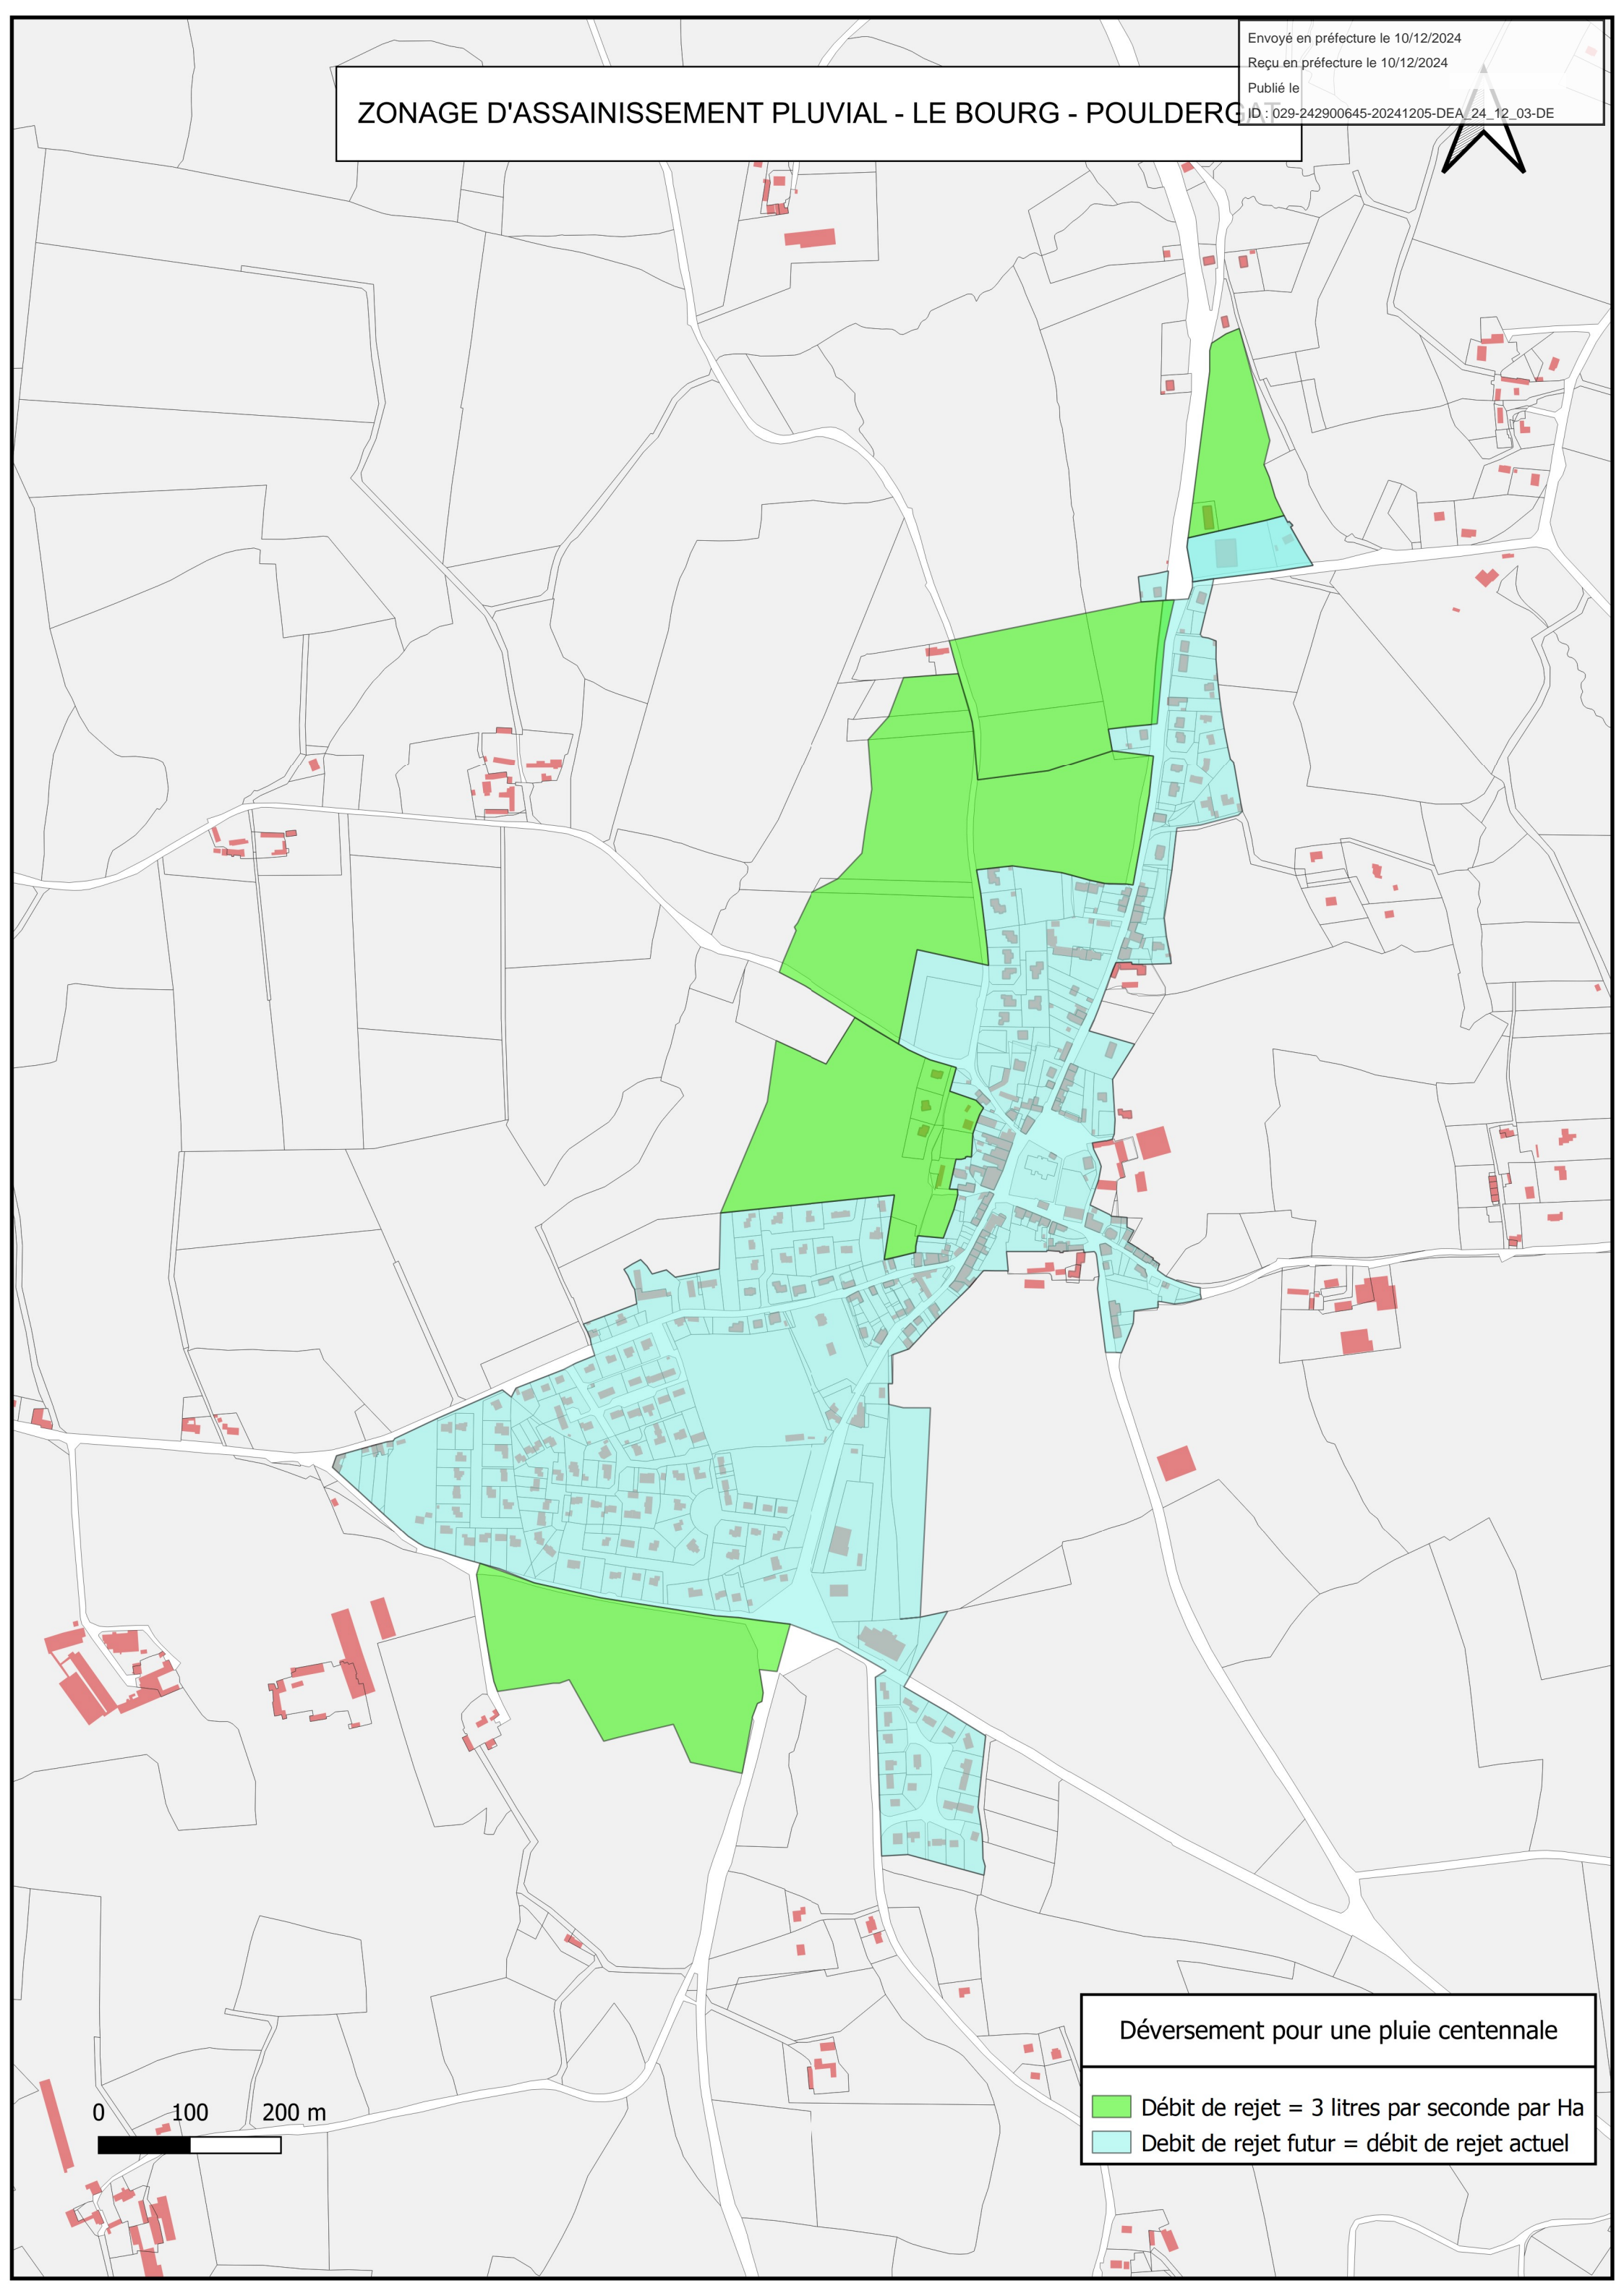 Envoyé en préfecture le 10/12/2024
Reçu en préfecture le 10/12/2024
Publié le
ID : 029-242900645-20241205-DEA_24_12_03-DE
ZONAGE D'ASSAINISSEMENT PLUVIAL - LE BOURG - POULDERGAT
Déversement pour une pluie centennale
Débit de rejet = 3 litres par seconde par Ha
Debit de rejet futur = débit de rejet actuel
0 100 200 m